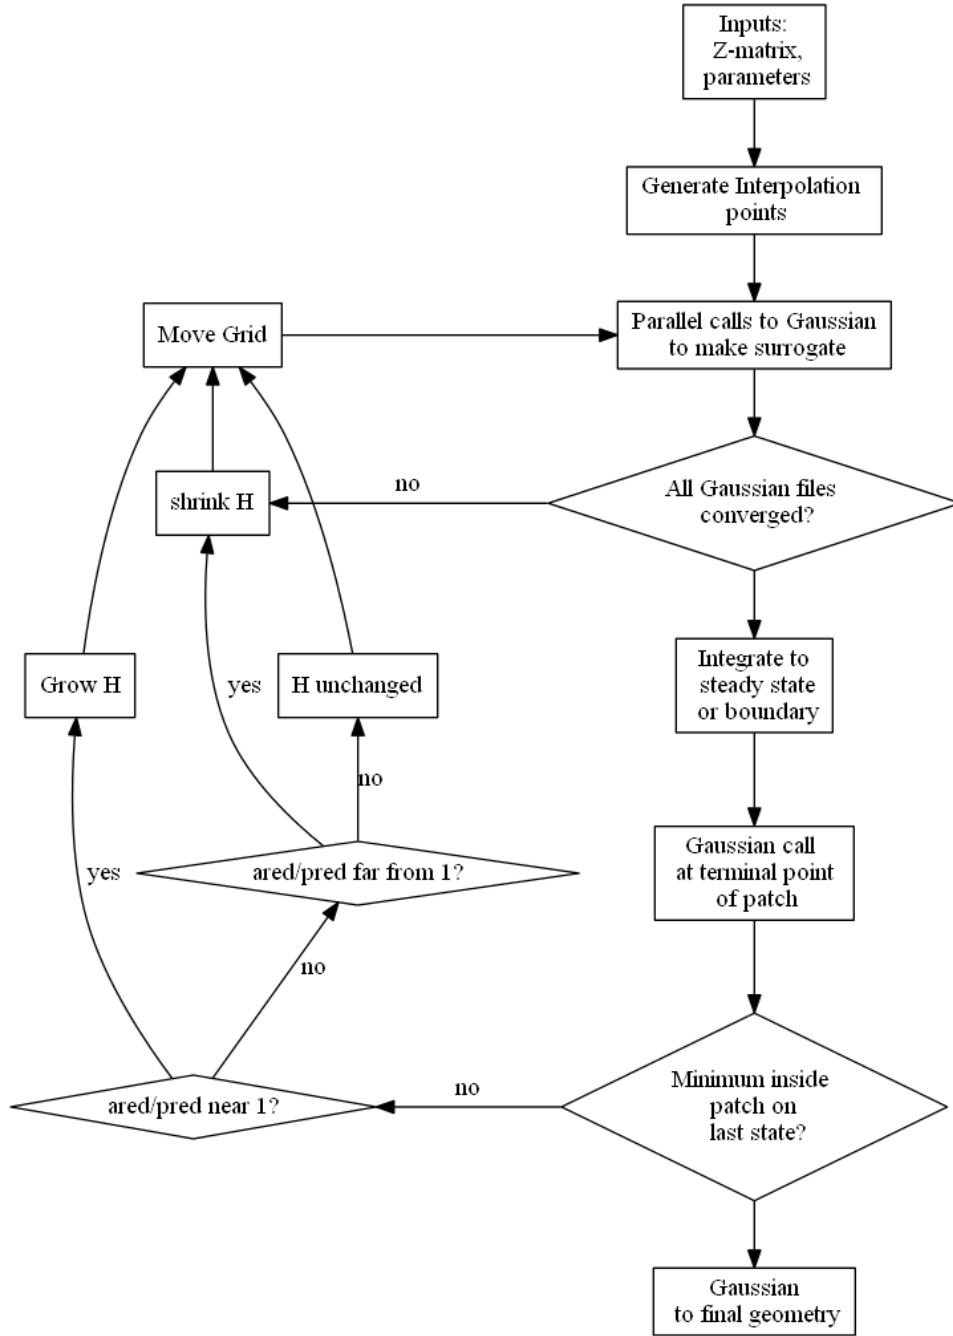 Inputs:
Z-matrix,
parameters
Generate Interpolation
points
Move Grid
Parallel calls to Gaussian
to make surrogate
shrink H
no
All Gaussian files
converged?
Grow H
yes
H unchanged
Integrate to
steady state
or boundary
no
yes
ared/pred far from 1?
Gaussian call
at terminal point
of patch
no
ared/pred near 1?
no
Minimum inside
patch on
last state?
Gaussian
to final geometry